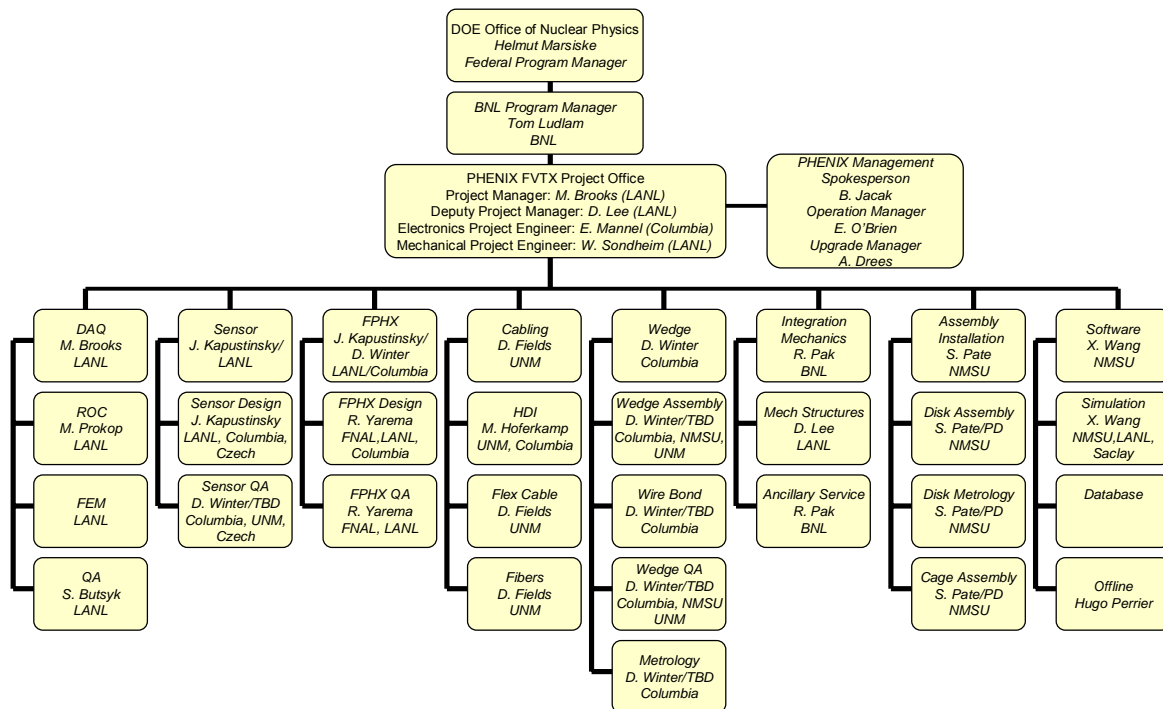 DOE Office of Nuclear Physics
Helmut Marsiske
Federal Program Manager
BNL Program Manager
Tom Ludlam
BNL
PHENIX FVTX Project Office
Project Manager: M. Brooks (LANL)
Deputy Project Manager: D. Lee (LANL)
Electronics Project Engineer: E. Mannel (Columbia)
Mechanical Project Engineer: W. Sondheim (LANL)
PHENIX Management
Spokesperson
B. Jacak
Operation Manager
E. O'Brien
Upgrade Manager
A. Drees
DAQ
M. Brooks
LANL
ROC
M. Prokop
LANL
FEM
LANL
QA
S. Butsyk
LANL
Sensor
J. Kapustinsky/
LANL
Sensor Design
J. Kapustinsky
LANL, Columbia,
Czech
Sensor QA
D. Winter/TBD
Columbia, UNM,
Czech
FPHX
J. Kapustinsky/
D. Winter
LANL/Columbia
FPHX Design
R. Yarema
FNAL,LANL,
Columbia
FPHX QA
R. Yarema
FNAL, LANL
Cabling
D. Fields
UNM
HDI
M. Hoferkamp
UNM, Columbia
Flex Cable
D. Fields
UNM
Fibers
D. Fields
UNM
Wedge
D. Winter
Columbia
Wedge Assembly
D. Winter/TBD
Columbia, NMSU,
UNM
Wire Bond
D. Winter/TBD
Columbia
Wedge QA
D. Winter/TBD
Columbia, NMSU
UNM
Metrology
D. Winter/TBD
Columbia
Integration
Mechanics
R. Pak
BNL
Mech Structures
D. Lee
LANL
Ancillary Service
R. Pak
BNL
Assembly
Installation
S. Pate
NMSU
Disk Assembly
S. Pate/PD
NMSU
Disk Metrology
S. Pate/PD
NMSU
Cage Assembly
S. Pate/PD
NMSU
Software
X. Wang
NMSU
Simulation
X. Wang
NMSU,LANL,
Saclay
Database
Offline
Hugo Perrier